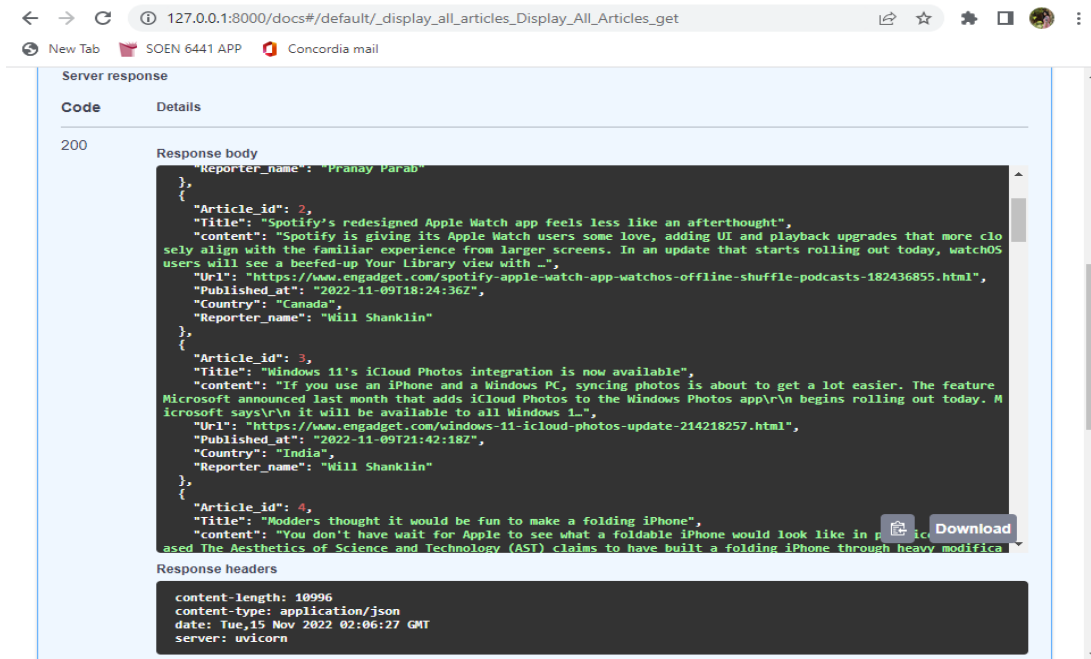 127.0.0.1:8000/docs#/default/_display_all_articles_Display_All_Articles_get
New Tab SOEN 6441 APP Concordia mail
Server response
Code Details
200
Response body
"Reporter_name": "Pranay Parab"
},
{
"Article_id": 2,
"Title": "Spotify’s redesigned Apple Watch app feels less like an afterthought",
"content": "Spotify is giving its Apple Watch users some love, adding UI and playback upgrades that more clo
sely align with the familiar experience from larger screens. In an update that starts rolling out today, watchOS
users will see a beefed-up Your Library view with …",
"Url": "https://www.engadget.com/spotify-apple-watch-app-watchos-offline-shuffle-podcasts-182436855.html",
"Published_at": "2022-11-09T18:24:36Z",
"Country": "Canada",
"Reporter_name": "Will Shanklin"
},
{
"Article_id": 3,
"Title": "Windows 11's iCloud Photos integration is now available",
"content": "If you use an iPhone and a Windows PC, syncing photos is about to get a lot easier. The feature
Microsoft announced last month that adds iCloud Photos to the Windows Photos app\r\n begins rolling out today. M
icrosoft says\r\n it will be available to all Windows 1…",
"Url": "https://www.engadget.com/windows-11-icloud-photos-update-214218257.html",
"Published_at": "2022-11-09T21:42:18Z",
"Country": "India",
"Reporter_name": "Will Shanklin"
},
{
"Article_id": 4,
"Title": "Modders thought it would be fun to make a folding iPhone",
"content": "You don't have wait for Apple to see what a foldable iPhone would look like in
Download
ased The Aesthetics of Science and Technology (AST) claims to have built a folding iPhone through heavy modifica
Response headers
content-length: 10996
content-type: application/json
date: Tue,15 Nov 2022 02:06:27 GMT
server: uvicorn